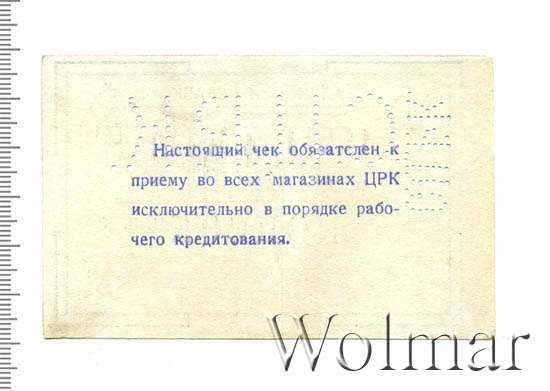 Настоящий чек обязателен к
приему во всех магазинах ЦРК
исключительно в порядке рабо-
чего кредитования.
Wolmar